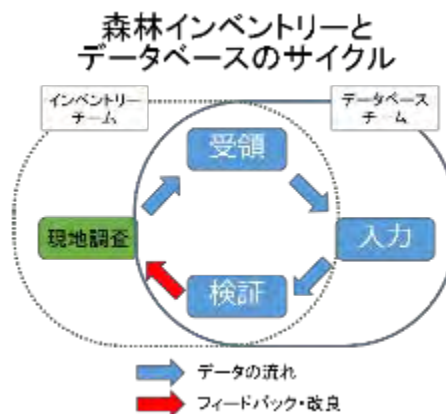 森林インベントリーと
データベースのサイクル
インベントリー
チーム
データベース
チーム
受領
現地調査
入力
検証
データの流れ
フィードバック・改良